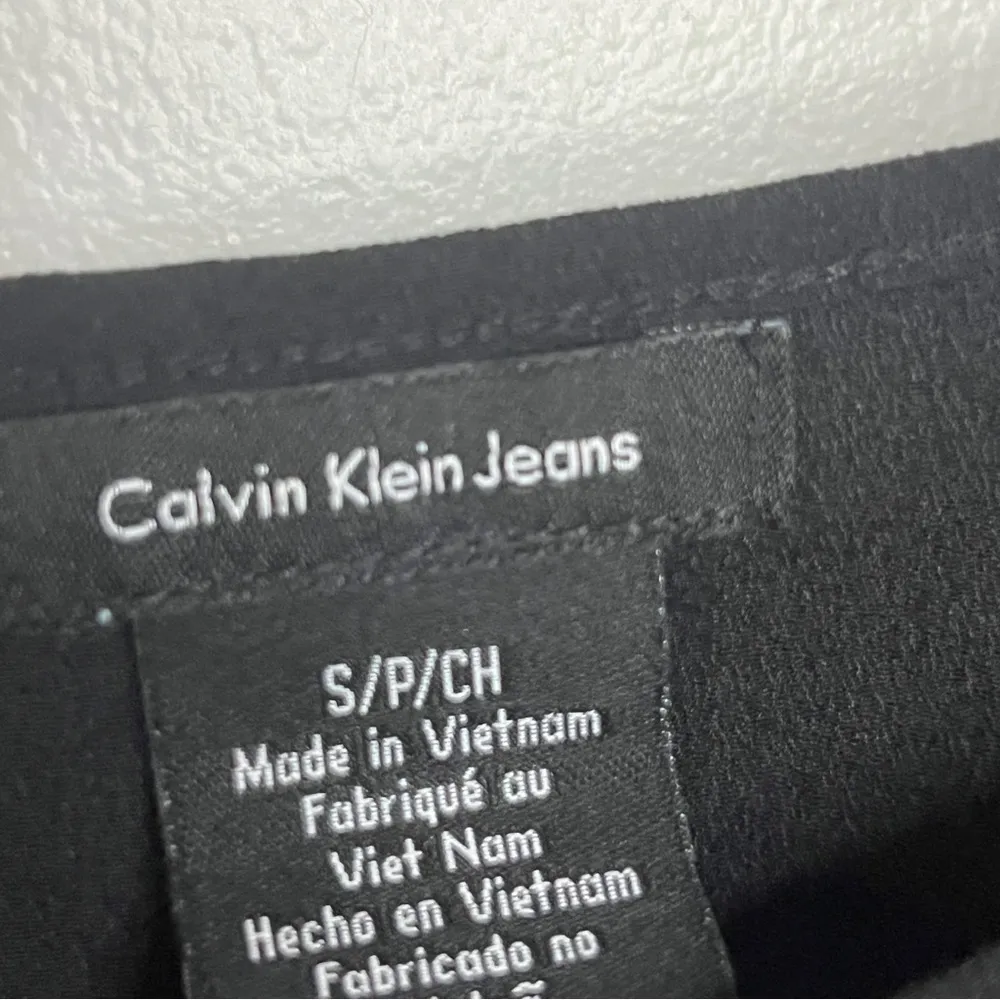 Calvin Klein Jeans
S/P/CH
Made in Vietnam
Fabriqué au
Viet Nam
Hecho en Vietnam
Fabricado no